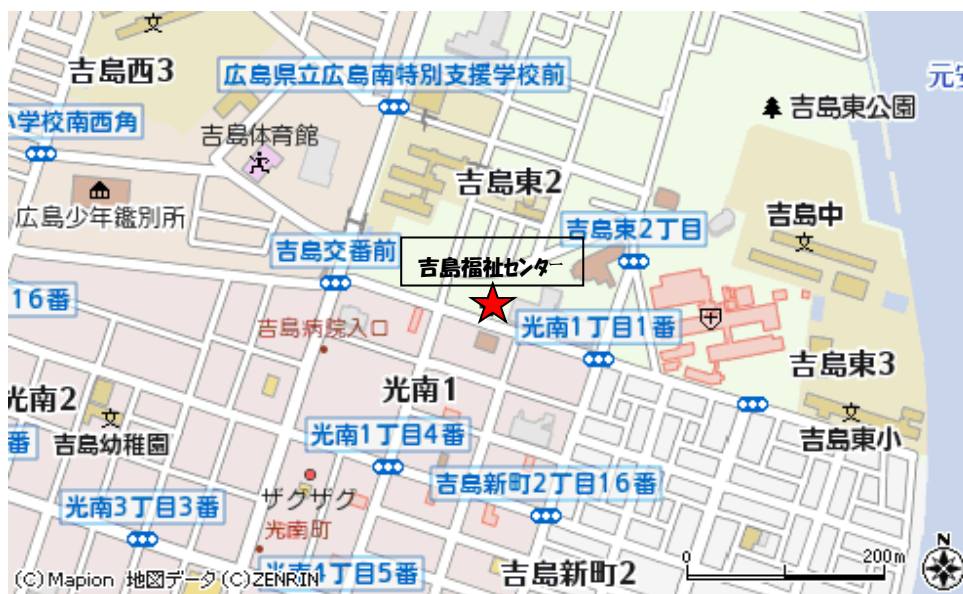 吉島西3
広島県立広島南特別支援学校前
元安
吉島東公園
小学校南西角
吉島体育館
吉島東2
広島少年鑑別所
吉島中
吉島東2丁目
吉島交番前
吉島福祉センター
16番
吉島病院入口
光南1丁目1番
吉島東3
光南1
光南2
吉島幼稚園
番
光南1丁目4番
吉島東小
吉島新町2丁目16番
ザグザグ
光南3丁目3番
光南町
N
0 200m
光南4丁目5番
吉島新町2
(C)Mapion 地図データ(C)ZENRIN